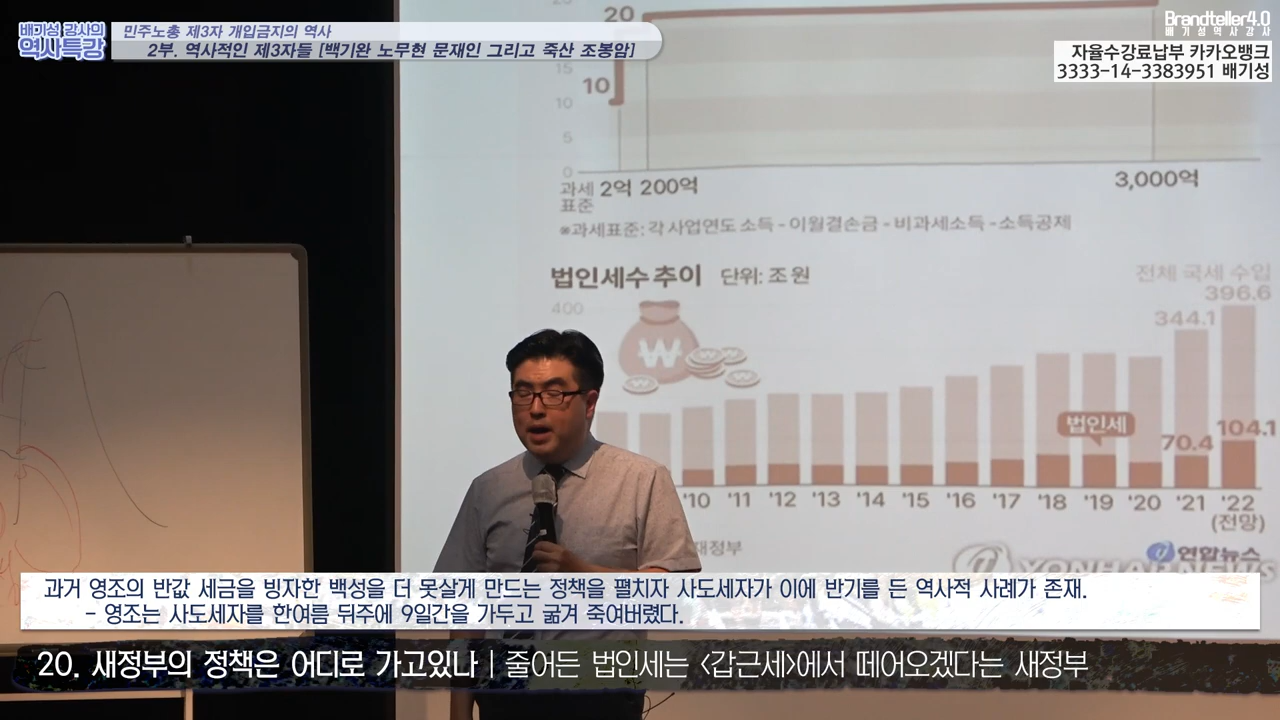 배기성 강사의
역사특강
민주노총 제3자 개입금지의 역사
2부. 역사적인 제3자들 [백기완 노무현 문재인 그리고 죽산 조봉암]
Brandteller4.0
배기성역사강사
자율수강료납부 카카오뱅크
3333-14-3383951 배기성
20
15
10
10
5
0
과세 2억 200억 3,000억
표준
※과세표준: 각 사업연도 소득 - 이월결손금 - 비과세소득 - 소득공제
법인세수 추이 단위: 조 원
전체 국세 수입
396.6
400
344.1
₩
법인세
70.4 104.1
'10 '11 '12 '13 '14 '15 '16 '17 '18 '19 '20 '21 '22
(전망)
재정부
연합뉴스
YONHAP NEWS
과거 영조의 반값 세금을 빙자한 백성을 더 못살게 만드는 정책을 펼치자 사도세자가 이에 반기를 든 역사적 사례가 존재.
- 영조는 사도세자를 한여름 뒤주에 9일간을 가두고 굶겨 죽여버렸다.
20. 새정부의 정책은 어디로 가고있나 | 줄어든 법인세는 <갑근세>에서 떼어오겠다는 새정부